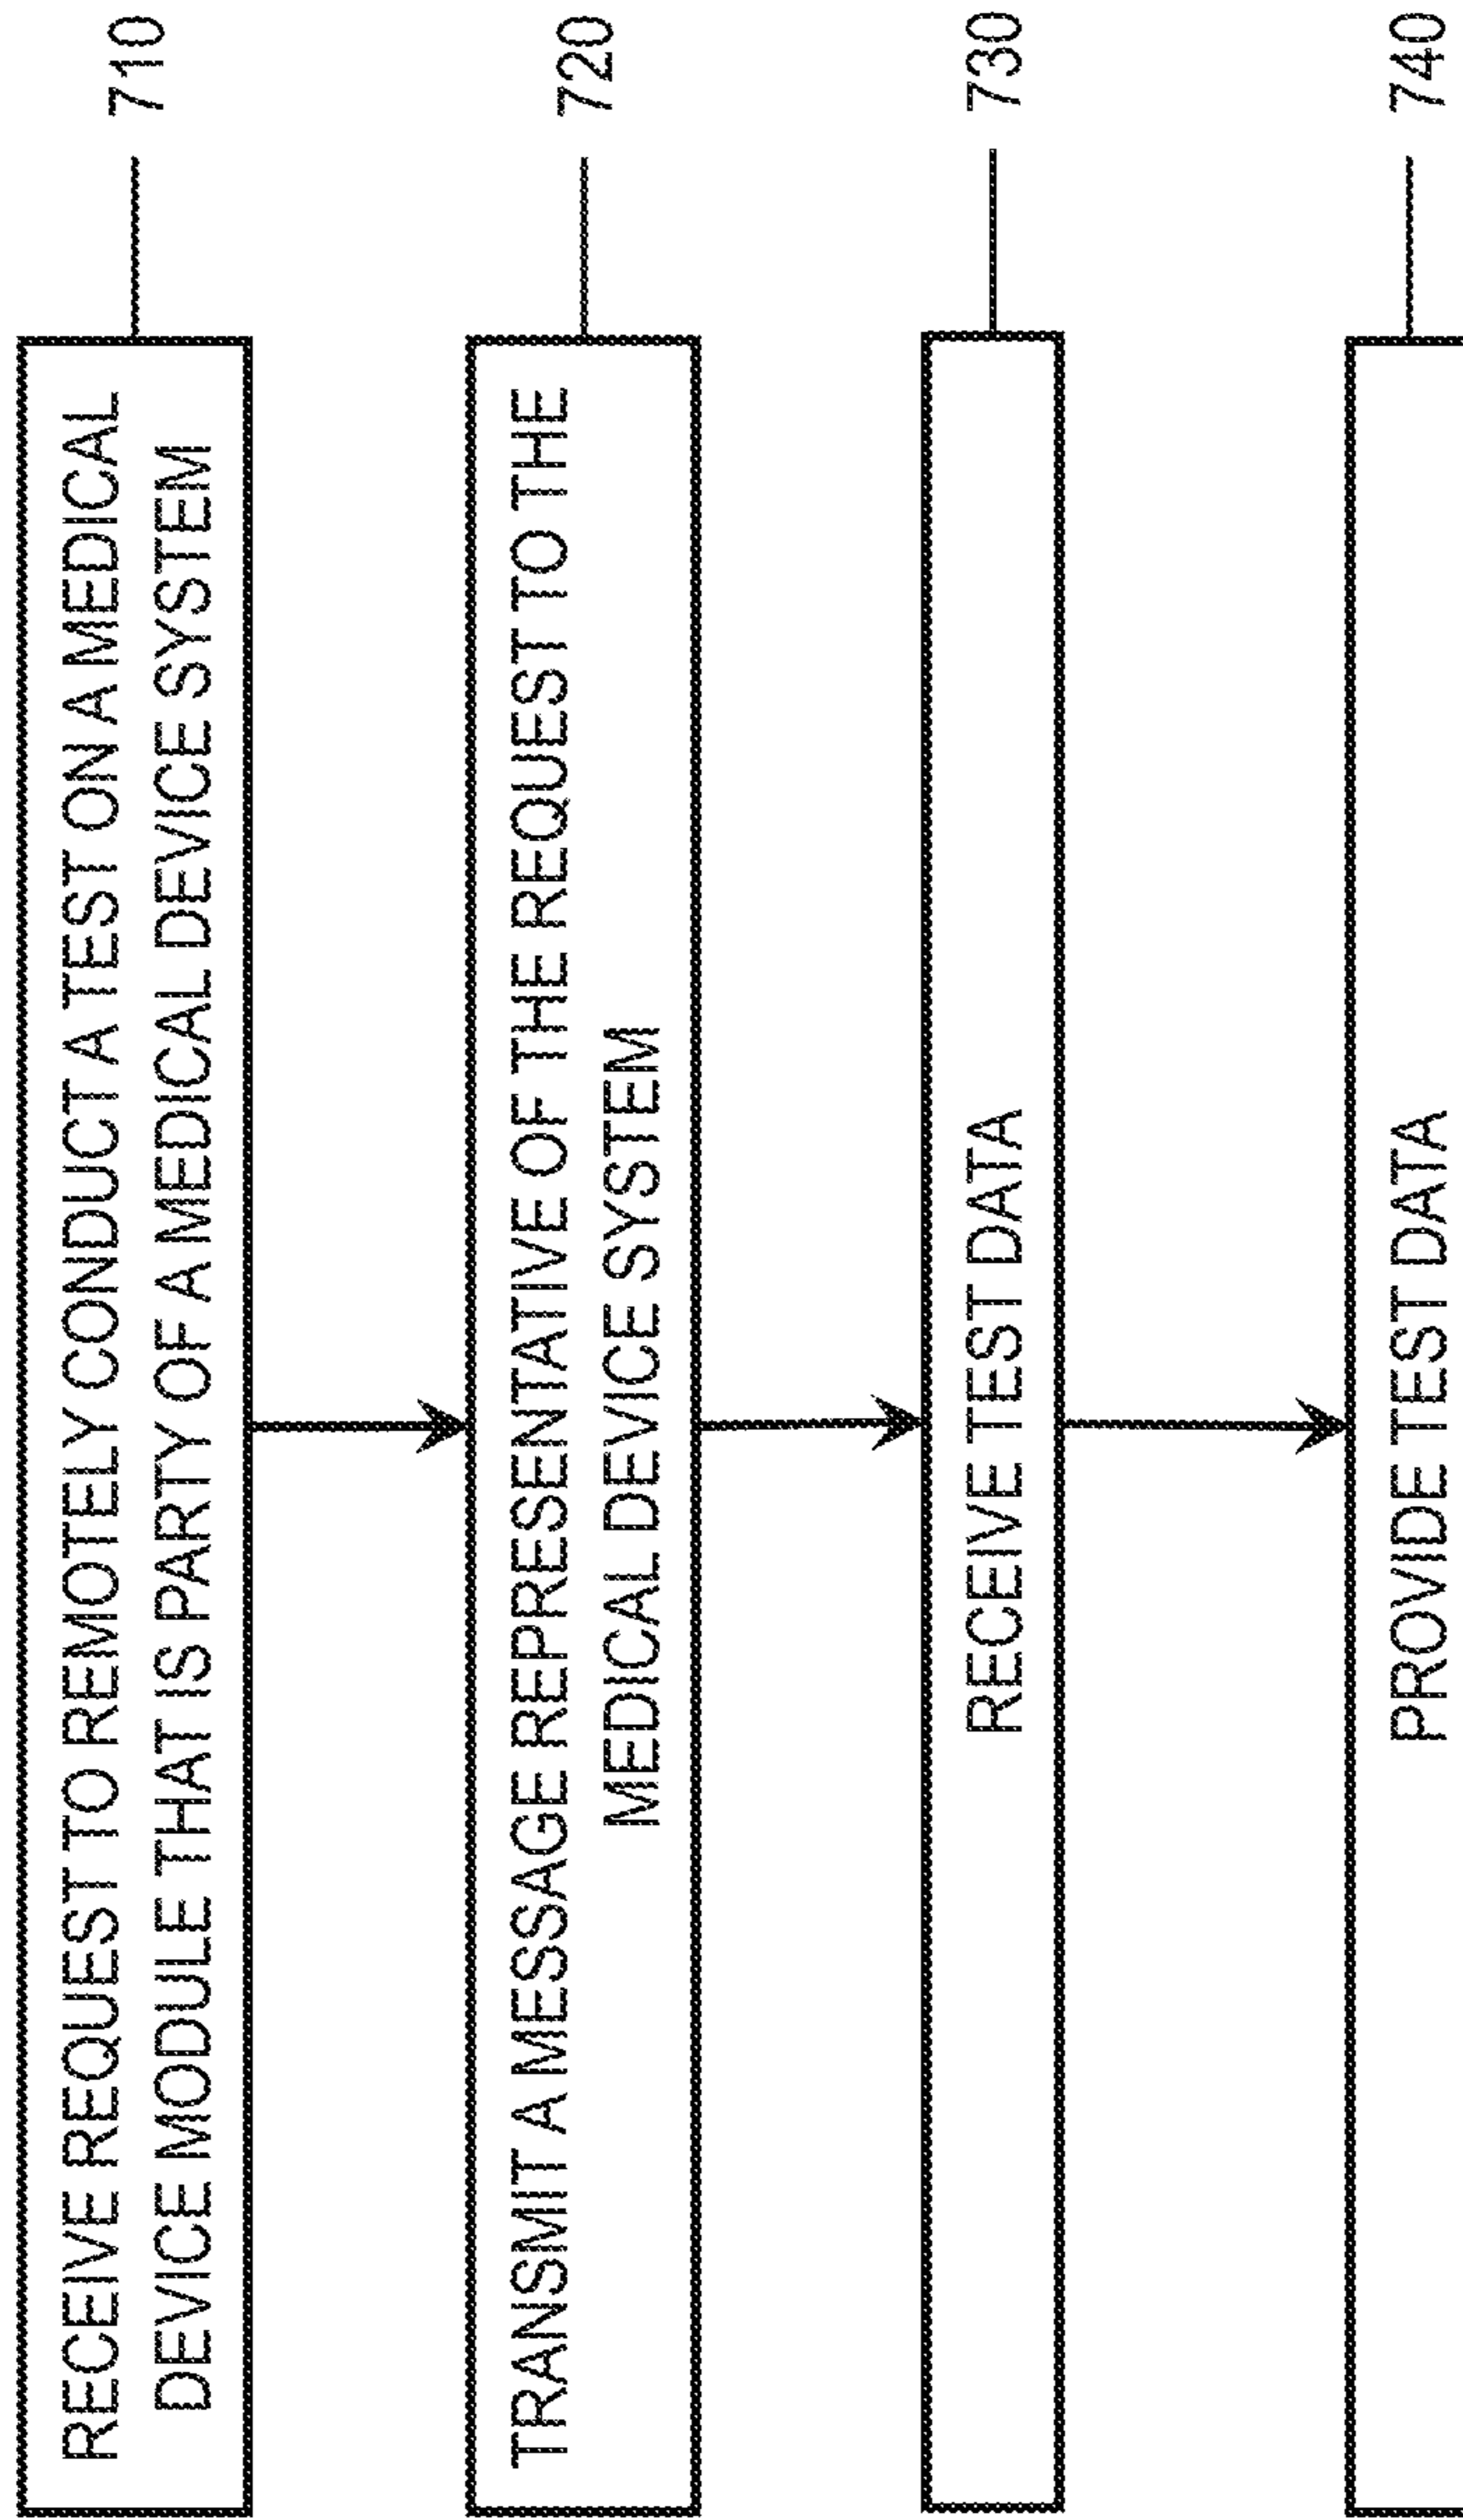 RECEIVE REQUEST TO REMOTELY CONDUCT A TEST ON A MEDICAL
DEVICE MODULE THAT IS PARTY OF A MEDICAL DEVICE SYSTEM
710
TRANSMIT A MESSAGE REPRESENTATIVE OF THE REQUEST TO THE
MEDICAL DEVICE SYSTEM
720
RECEIVE TEST DATA
730
PROVIDE TEST DATA
740